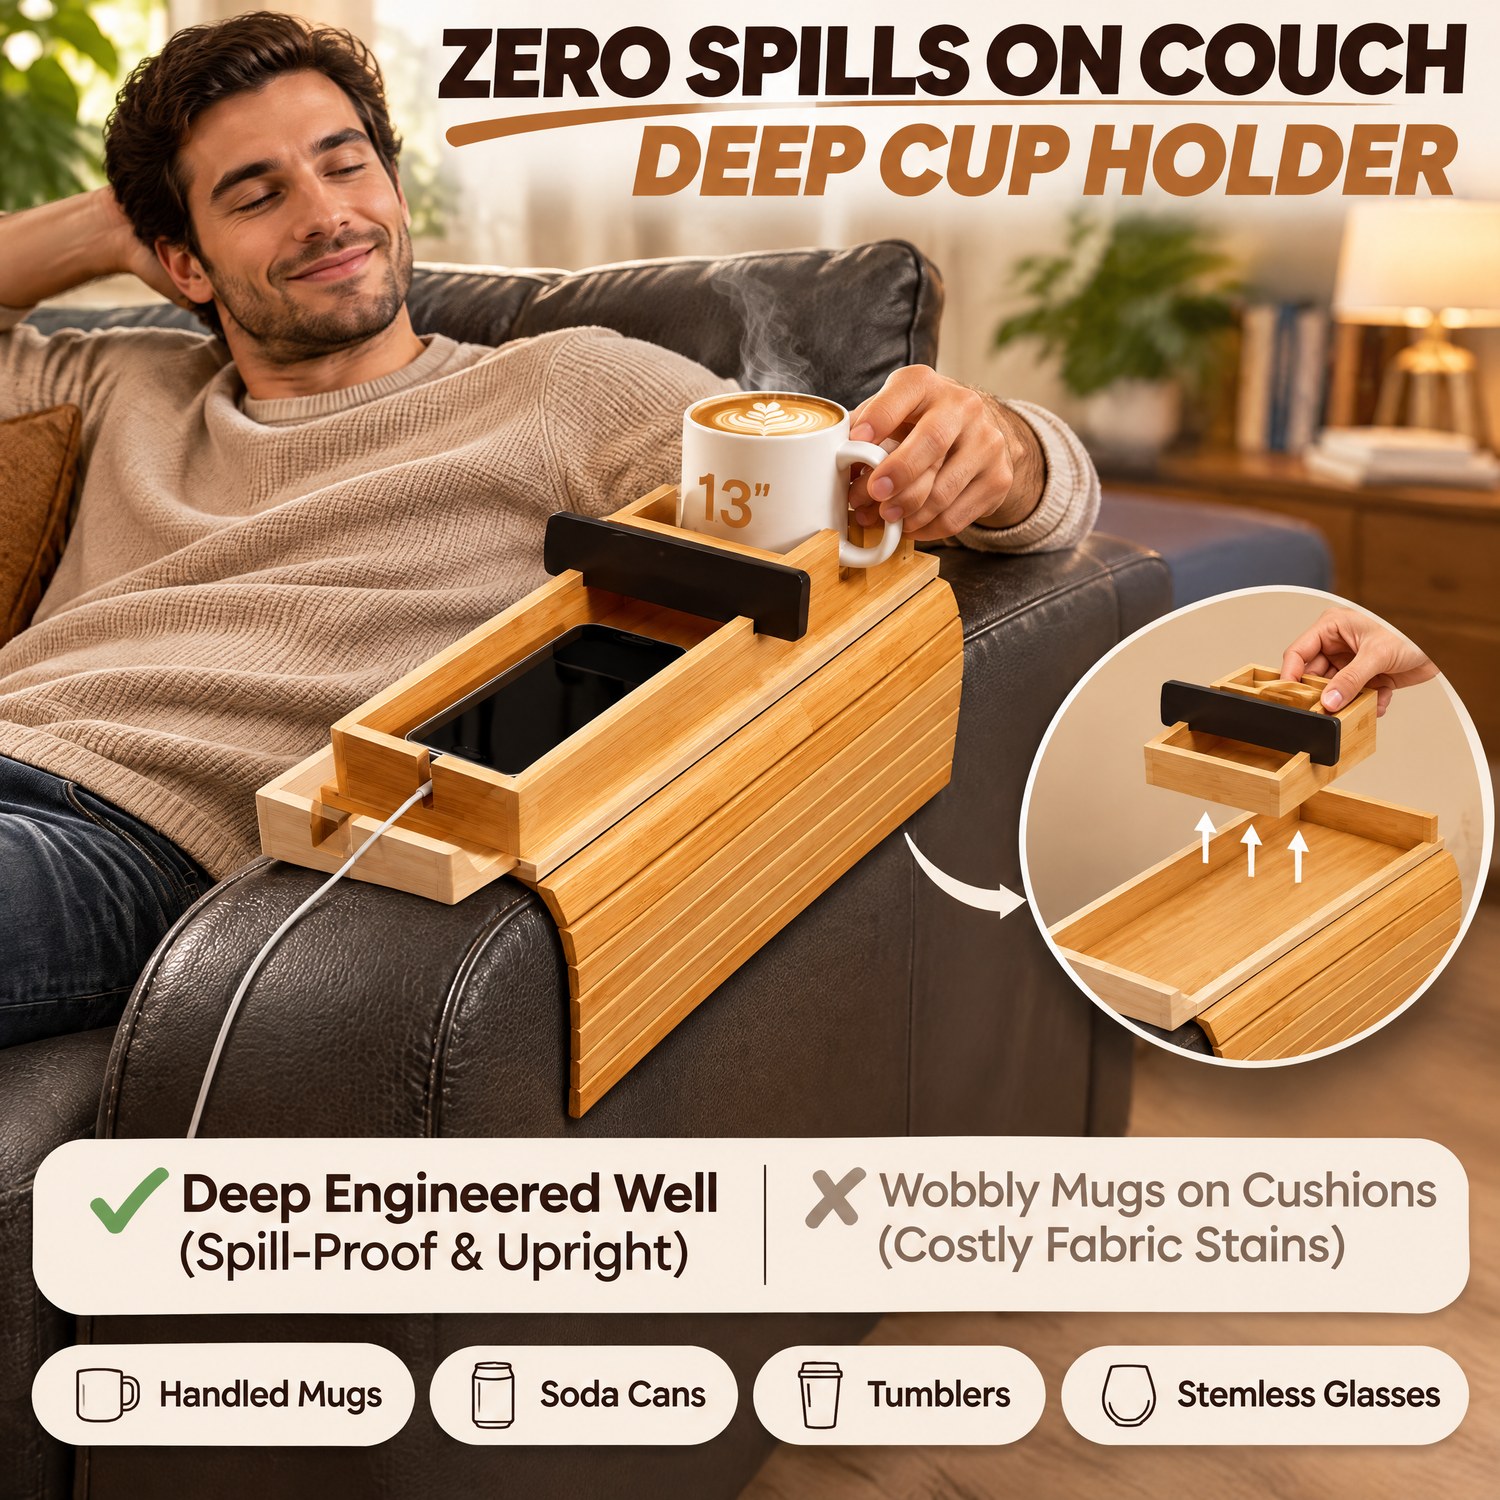 ZERO SPILLS ON COUCH
DEEP CUP HOLDER
13"
Deep Engineered Well
(Spill-Proof & Upright)
Wobbly Mugs on Cushions
(Costly Fabric Stains)
Handled Mugs
Soda Cans
Tumblers
Stemless Glasses